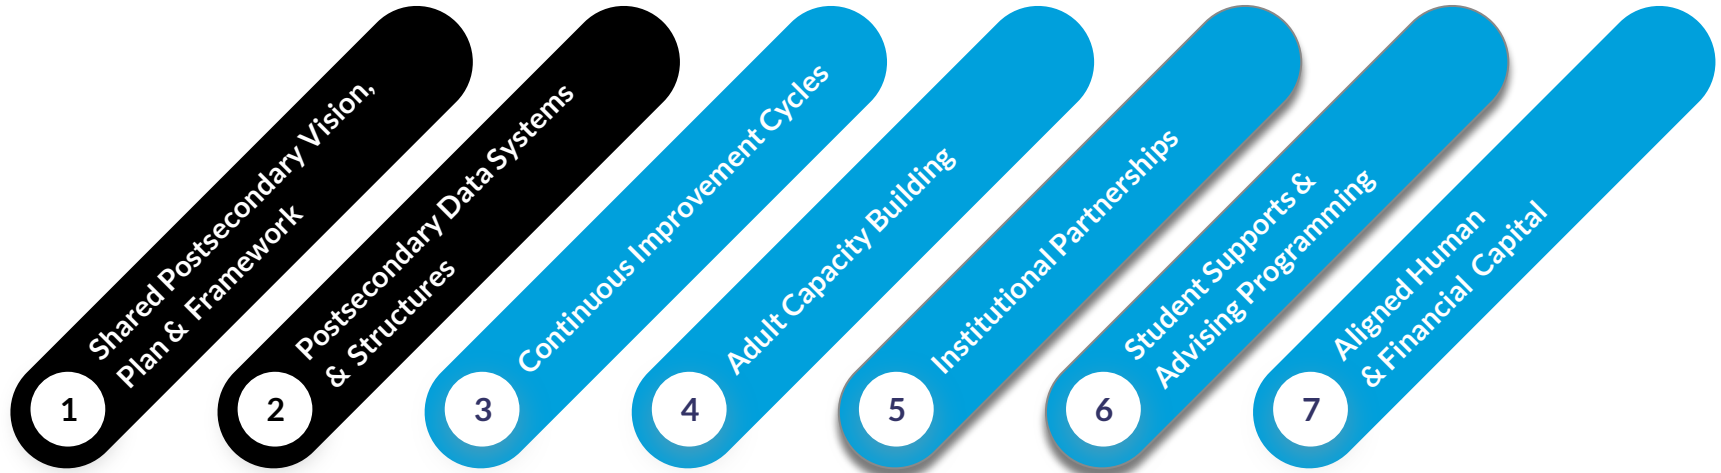 Shared Postsecondary Vision,
Plan & Framework
1
Postsecondary Data Systems
& Structures
2
Continuous Improvement Cycles
3
Adult Capacity Building
4
Institutional Partnerships
5
Student Supports &
Advising Programming
6
Aligned Human
& Financial Capital
7